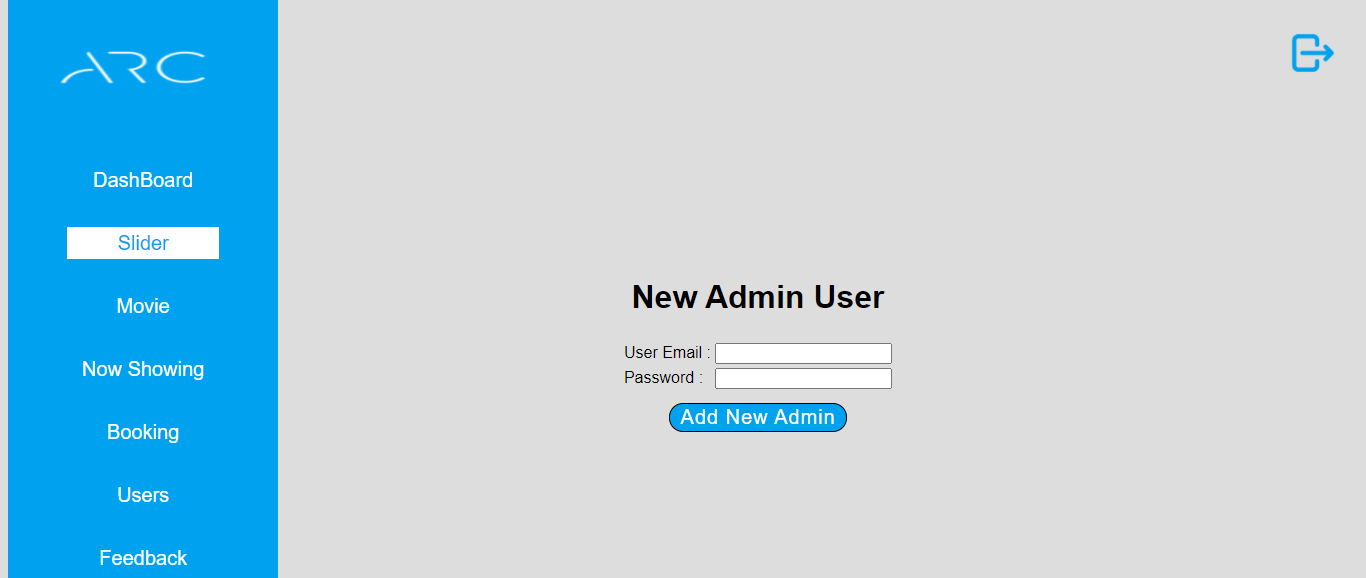 ARC
DashBoard
Slider
Movie
Now Showing
Booking
Users
Feedback
New Admin User
User Email :
Password :
Add New Admin